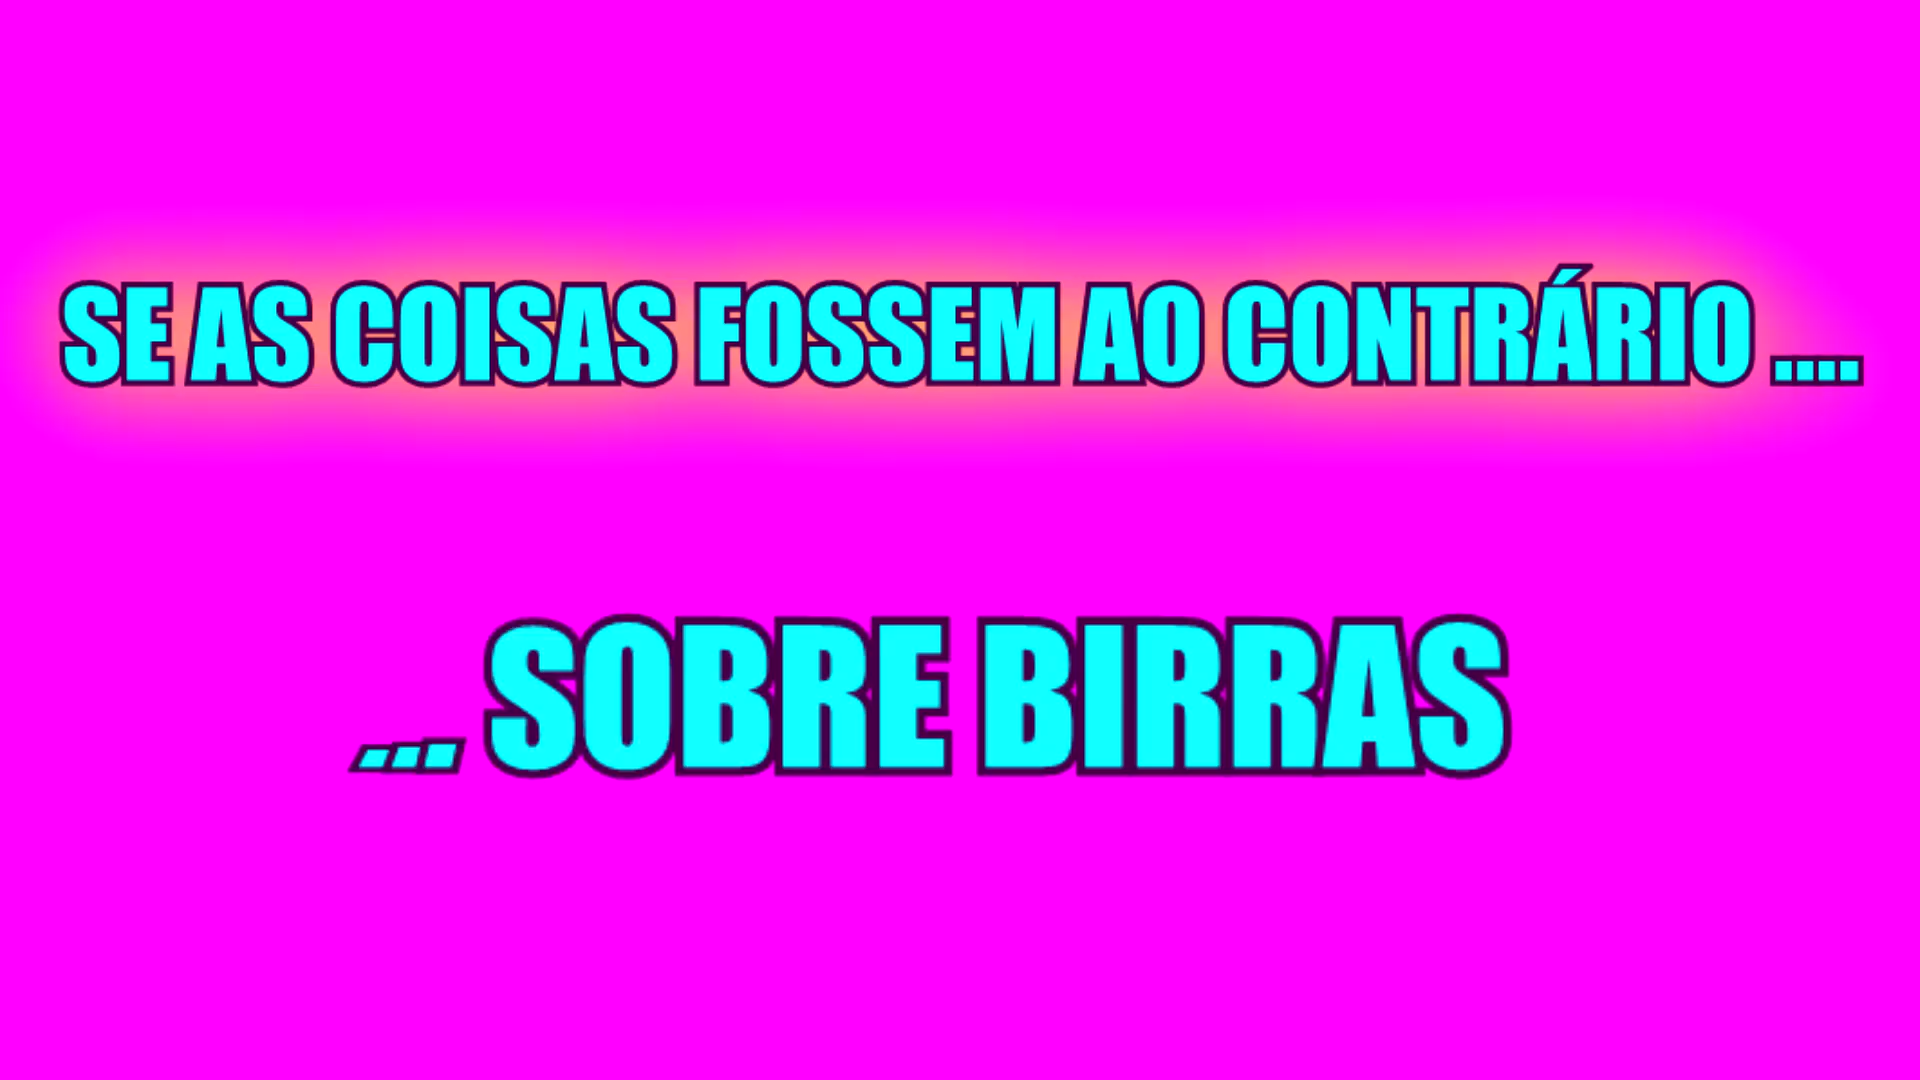 SE AS COISAS FOSSEM AO CONTRÁRIO ....
... SOBRE BIRRAS